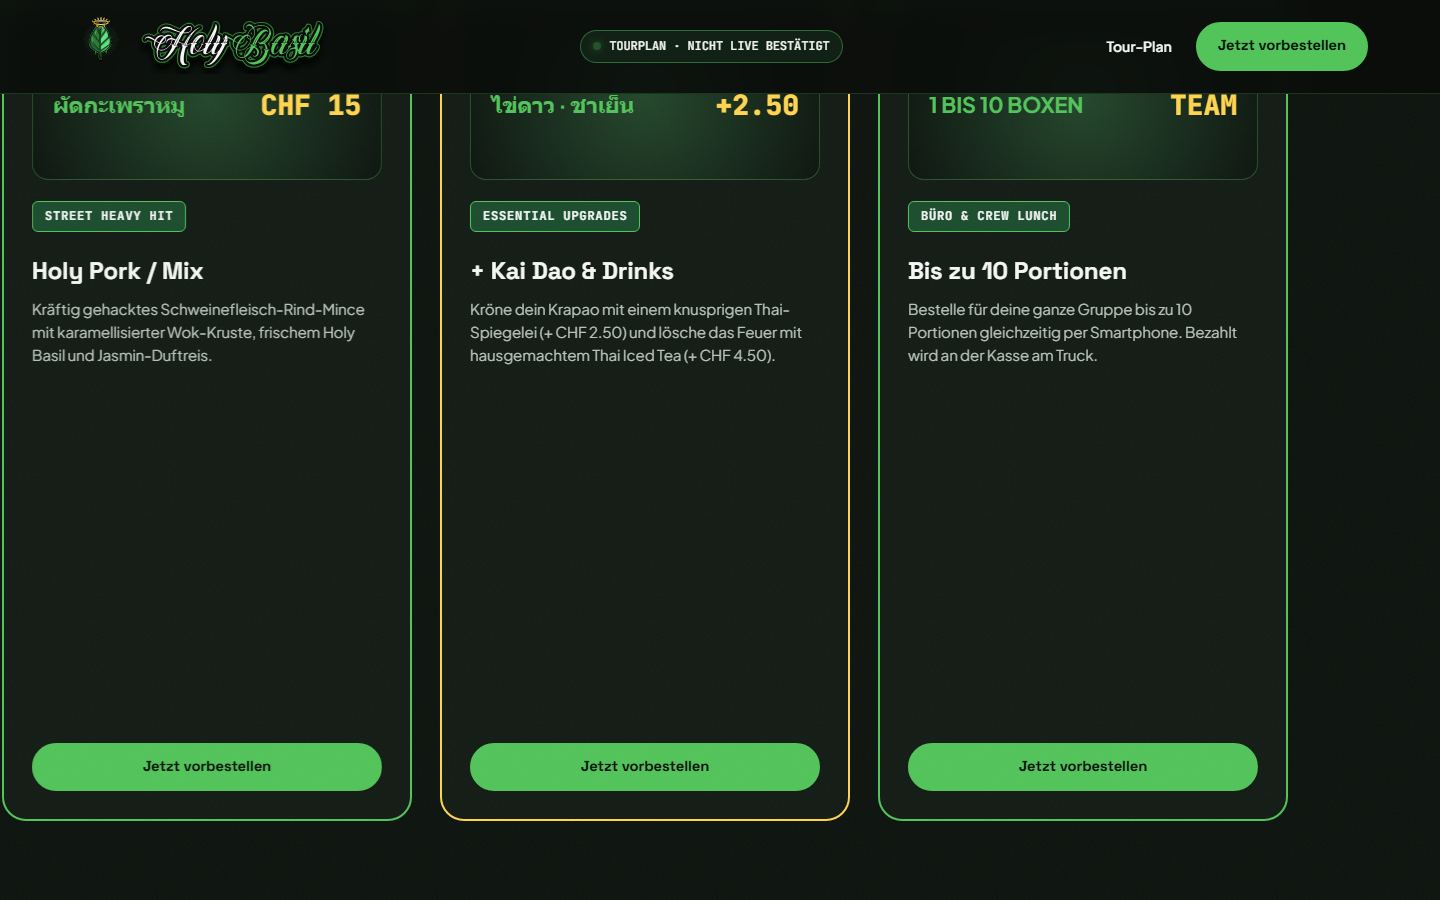 Holy Basil
TOURPLAN · NICHT LIVE BESTÄTIGT
Tour-Plan
Jetzt vorbestellen
ผัดกะเพราหมู
CHF 15
STREET HEAVY HIT
Holy Pork / Mix
Kräftig gehacktes Schweinefleisch-Rind-Mince
mit karamellisierter Wok-Kruste, frischem Holy
Basil und Jasmin-Duftreis.
Jetzt vorbestellen
ไข่ดาว · ชาเย็น
+2.50
ESSENTIAL UPGRADES
+ Kai Dao & Drinks
Kröne dein Krapao mit einem knusprigen Thai-
Spiegelei (+ CHF 2.50) und lösche das Feuer mit
hausgemachtem Thai Iced Tea (+ CHF 4.50).
Jetzt vorbestellen
1 BIS 10 BOXEN
TEAM
BÜRO & CREW LUNCH
Bis zu 10 Portionen
Bestelle für deine ganze Gruppe bis zu 10
Portionen gleichzeitig per Smartphone. Bezahlt
wird an der Kasse am Truck.
Jetzt vorbestellen